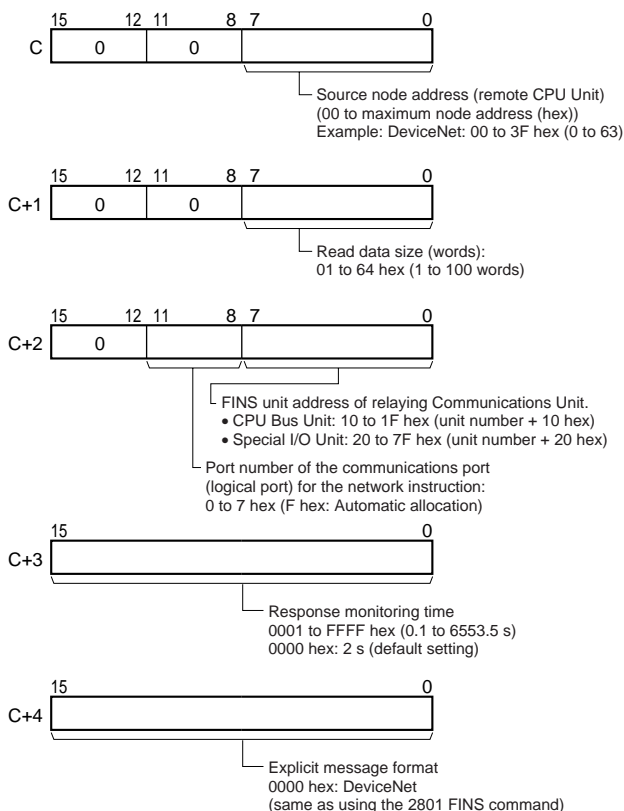 15 12 11 8 7 0
C 0 0
Source node address (remote CPU Unit)
(00 to maximum node address (hex))
Example: DeviceNet: 00 to 3F hex (0 to 63)
15 12 11 8 7 0
C+1 0 0
Read data size (words):
01 to 64 hex (1 to 100 words)
15 12 11 8 7 0
C+2 0
FINS unit address of relaying Communications Unit.
• CPU Bus Unit: 10 to 1F hex (unit number + 10 hex)
• Special I/O Unit: 20 to 7F hex (unit number + 20 hex)
Port number of the communications port
(logical port) for the network instruction:
0 to 7 hex (F hex: Automatic allocation)
15 0
C+3
Response monitoring time
0001 to FFFF hex (0.1 to 6553.5 s)
0000 hex: 2 s (default setting)
15 0
C+4
Explicit message format
0000 hex: DeviceNet
(same as using the 2801 FINS command)